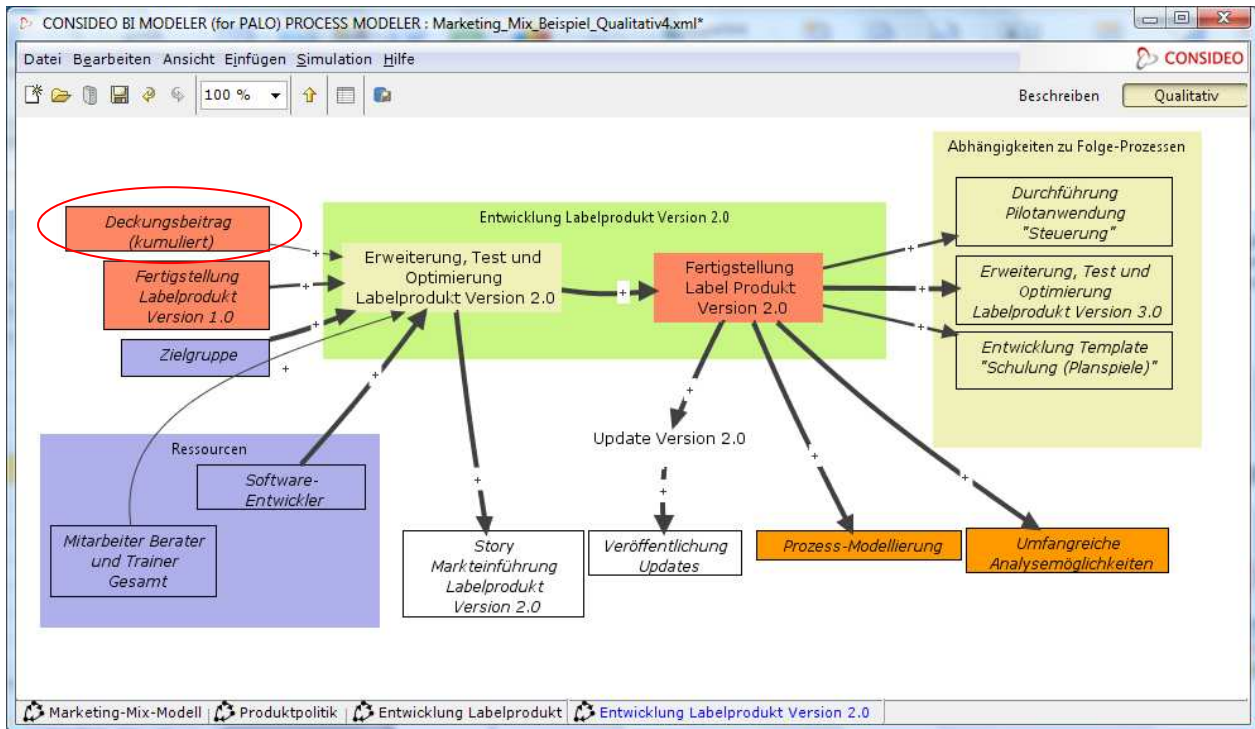 CONSIDEO BI MODELER (for PALO) PROCESS MODELER : Marketing_Mix_Beispiel_Qualitativ4.xml*
Datei Bearbeiten Ansicht Einfügen Simulation Hilfe
CONSIDEO
100 %
Beschreiben
Qualitativ
Abhängigkeiten zu Folge-Prozessen
Durchführung
Pilotanwendung
"Steuerung"
Erweiterung, Test und
Optimierung
Labelprodukt Version 3.0
Entwicklung Template
"Schulung (Planspiele)"
Deckungsbeitrag
(kumuliert)
Fertigstellung
Labelprodukt
Version 1.0
Zielgruppe
Entwicklung Labelprodukt Version 2.0
Erweiterung, Test und
Optimierung
Labelprodukt Version 2.0
Fertigstellung
Label Produkt
Version 2.0
Ressourcen
Software-
Entwickler
Mitarbeiter Berater
und Trainer
Gesamt
Update Version 2.0
Story
Markteinführung
Labelprodukt
Version 2.0
Veröffentlichung
Updates
Prozess-Modellierung
Umfangreiche
Analysemöglichkeiten
+
+
+
+
+
+
+
+
+
+
+
+
+
+
Marketing-Mix-Modell
Produktpolitik
Entwicklung Labelprodukt
Entwicklung Labelprodukt Version 2.0